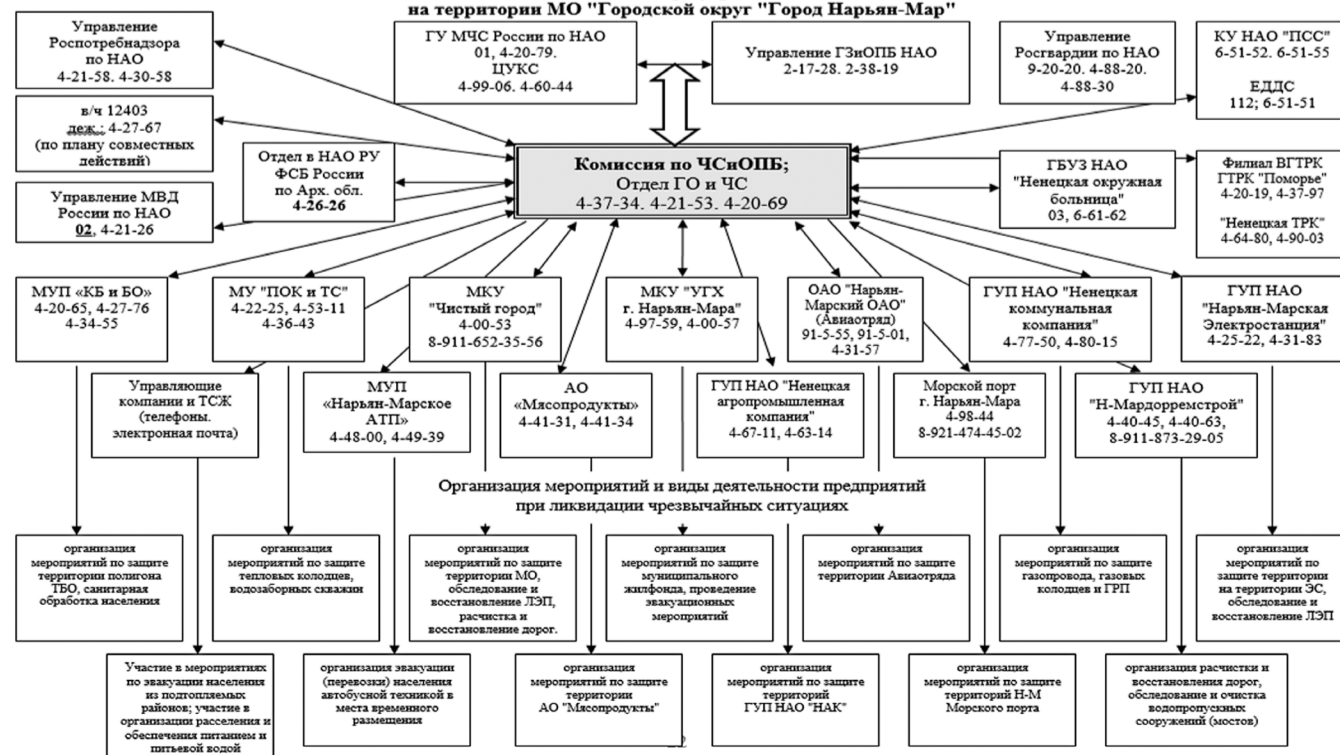 на территории МО "Городской округ "Город Нарьян-Мар"
Управление
Роспотребнадзора
по НАО
4-21-58. 4-30-58
ГУ МЧС России по НАО
01, 4-20-79.
ЦУКС
4-99-06. 4-60-44
Управление ГЗиОПБ НАО
2-17-28. 2-38-19
Управление
Росгвардии по НАО
9-20-20. 4-88-20.
4-88-30
КУ НАО "ПСС"
6-51-52. 6-51-55
ЕДДС
112; 6-51-51
в/ч 12403
деж.: 4-27-67
(по плану совместных
действий)
Отдел в НАО РУ
ФСБ России
по Арх. обл.
4-26-26
Управление МВД
России по НАО
02, 4-21-26
Комиссия по ЧСиОПБ;
Отдел ГО и ЧС
4-37-34. 4-21-53. 4-20-69
ГБУЗ НАО
"Ненецкая окружная
больница"
03, 6-61-62
Филиал ВГТРК
ГТРК "Поморье"
4-20-19, 4-37-97
"Ненецкая ТРК"
4-64-80, 4-90-03
МУП «КБ и БО»
4-20-65, 4-27-76
4-34-55
МУ "ПОК и ТС"
4-22-25, 4-53-11
4-36-43
МКУ
"Чистый город"
4-00-53
8-911-652-35-56
МКУ "УГХ
г. Нарьян-Мара"
4-97-59, 4-00-57
ОАО "Нарьян-
Марский ОАО"
(Авиаотряд)
91-5-55, 91-5-01,
4-31-57
ГУП НАО "Ненецкая
коммунальная
компания"
4-77-50, 4-80-15
ГУП НАО
"Нарьян-Марская
Электростанция"
4-25-22, 4-31-83
Управляющие
компании и ТСЖ
(телефоны.
электронная почта)
МУП
«Нарьян-Марское
АТП»
4-48-00, 4-49-39
АО
«Мясопродукты»
4-41-31, 4-41-34
ГУП НАО "Ненецкая
агропромышленная
компания"
4-67-11, 4-63-14
Морской порт
г. Нарьян-Мара
4-98-44
8-921-474-45-02
ГУП НАО
"Н-Мардорремстрой"
4-40-45, 4-40-63,
8-911-873-29-05
Организация мероприятий и виды деятельности предприятий
при ликвидации чрезвычайных ситуациях
организация
мероприятий по защите
территории полигона
ТБО, санитарная
обработка населения
организация
мероприятий по защите
тепловых колодцев,
водозаборных скважин
организация
мероприятий по защите
территории МО,
обследование и
восстановление ЛЭП,
расчистка и
восстановление дорог.
организация
мероприятий по защите
муниципального
жилфонда, проведение
эвакуационных
мероприятий
организация
мероприятий по защите
территории Авиаотряда
организация
мероприятий по защите
газопровода, газовых
колодцев и ГРП
организация
мероприятий по
защите территории
на территории ЭС,
обследование и
восстановление ЛЭП
Участие в мероприятиях
по эвакуации населения
из подтопляемых
районов; участие в
организации расселения и
обеспечения питанием и
питьевой водой
организация эвакуации
(перевозки) населения
автобусной техникой в
места временного
размещения
организация
мероприятий по защите
территории
АО "Мясопродукты"
организация
мероприятий по защите
территорий
ГУП НАО "НАК"
организация
мероприятий по защите
территорий Н-М
Морского порта
организация расчистки и
восстановления дорог,
обследование и очистка
водопропускных
сооружений (мостов)